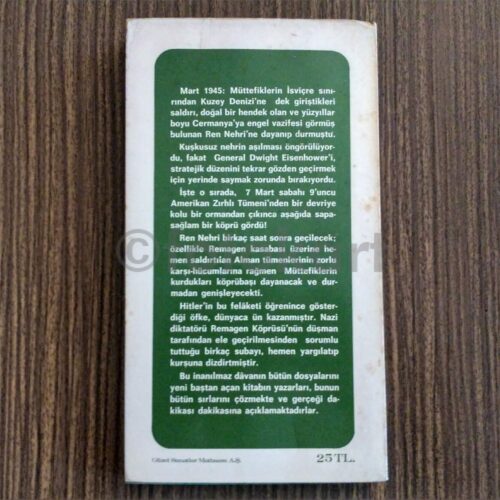 Mart 1945: Müttefiklerin İsviçre sını-
rından Kuzey Denizi'ne dek giriştikleri
saldırı, doğal bir hendek olan ve yüzyıllar
boyu Cermanya'ya engel vazifesi görmüş
bulunan Ren Nehri'ne dayanıp durmuştu.
Kuşkusuz nehrin aşılması öngörülüyor-
du, fakat General Dwight Eisenhower'i,
stratejik düzenini tekrar gözden geçirmek
için yerinde saymak zorunda bırakıyordu.
İşte o sırada, 7 Mart sabahı 9'uncu
Amerikan Zırhlı Tümeni'nden bir devriye
kolu bir ormandan çıkınca aşağıda sapa-
sağlam bir köprü gördü!
Ren Nehri birkaç saat sonra geçilecek;
özellikle Remagen kasabası üzerine he-
men saldırtılan Alman tümenlerinin zorlu
karşı-hücumlarına rağmen Müttefiklerin
kurdukları köprübaşı dayanacak ve dur-
madan genişleyecekti.
Hitler'in bu felâketi öğrenince göster-
diği öfke, dünyaca ün kazanmıştır. Nazi
diktatörü Remagen Köprüsü'nün düşman
tarafından ele geçirilmesinden sorumlu
tuttuğu birkaç subayı, hemen yargılatıp
kurşuna dizdirtmiştir.
Bu inanılmaz dâvanın bütün dosyalarını
yeni baştan açan kitabın yazarları, bunun
bütün sırlarını çözmekte ve gerçeği da-
kikası dakikasına açıklamaktadırlar.
Güzel Sanatlar Matbaası A.Ş.
25 TL.